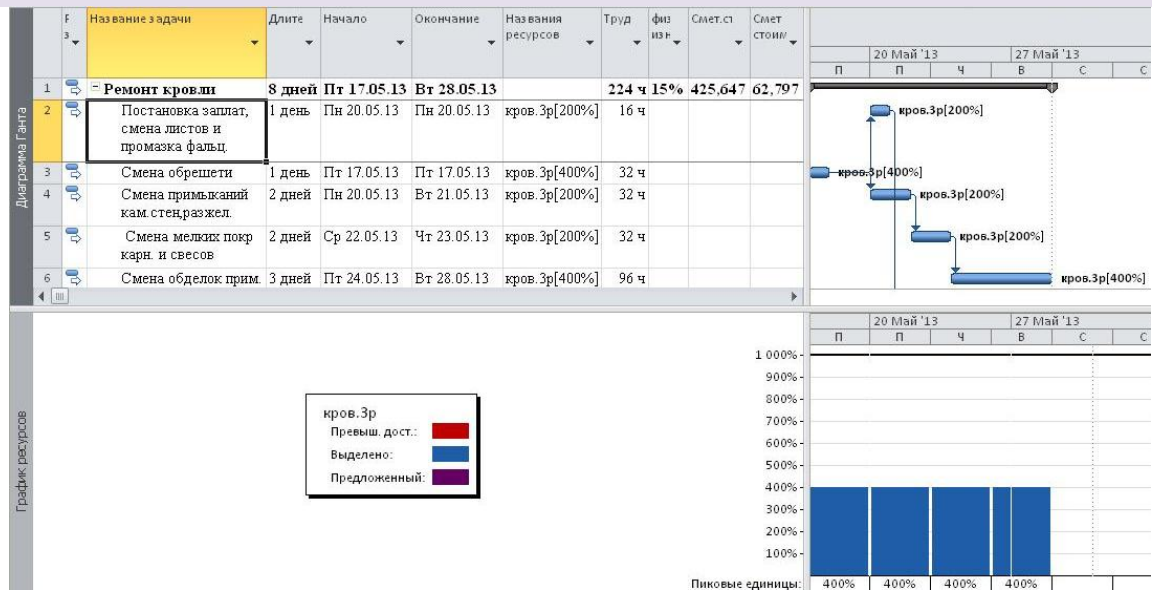 Название задачи Длите Начало Окончание Названия ресурсов Труд физ изн Смет.ст Смет стоим
20 Май '13 27 Май '13
П П Ч В С С
1 Ремонт кровли 8 дней Пт 17.05.13 Вт 28.05.13 224 ч 15% 425,647 62,797
2 Постановка заплат, 1 день Пн 20.05.13 Пн 20.05.13 кров.3р[200%] 16 ч кров.3р[200%]
смена листов и
промазка фальц.
3 Смена обрешети 1 день Пт 17.05.13 Пт 17.05.13 кров.3р[400%] 32 ч кров.3р[400%]
4 Смена примыканий 2 дней Пн 20.05.13 Вт 21.05.13 кров.3р[200%] 32 ч кров.3р[200%]
кам.стен,разжел.
5 Смена мелких покр 2 дней Ср 22.05.13 Чт 23.05.13 кров.3р[200%] 32 ч кров.3р[200%]
карн. и свесов
6 Смена обделок прим. 3 дней Пт 24.05.13 Вт 28.05.13 кров.3р[400%] 96 ч кров.3р[400%]
Диаграмма Ганта
20 Май '13 27 Май '13
П П Ч В С С
График ресурсов
кров.3р
Превыш. дост.:
Выделено:
Предложенный:
1 000%
900%
800%
700%
600%
500%
400%
300%
200%
100%
Пиковые единицы: 400% 400% 400% 400%